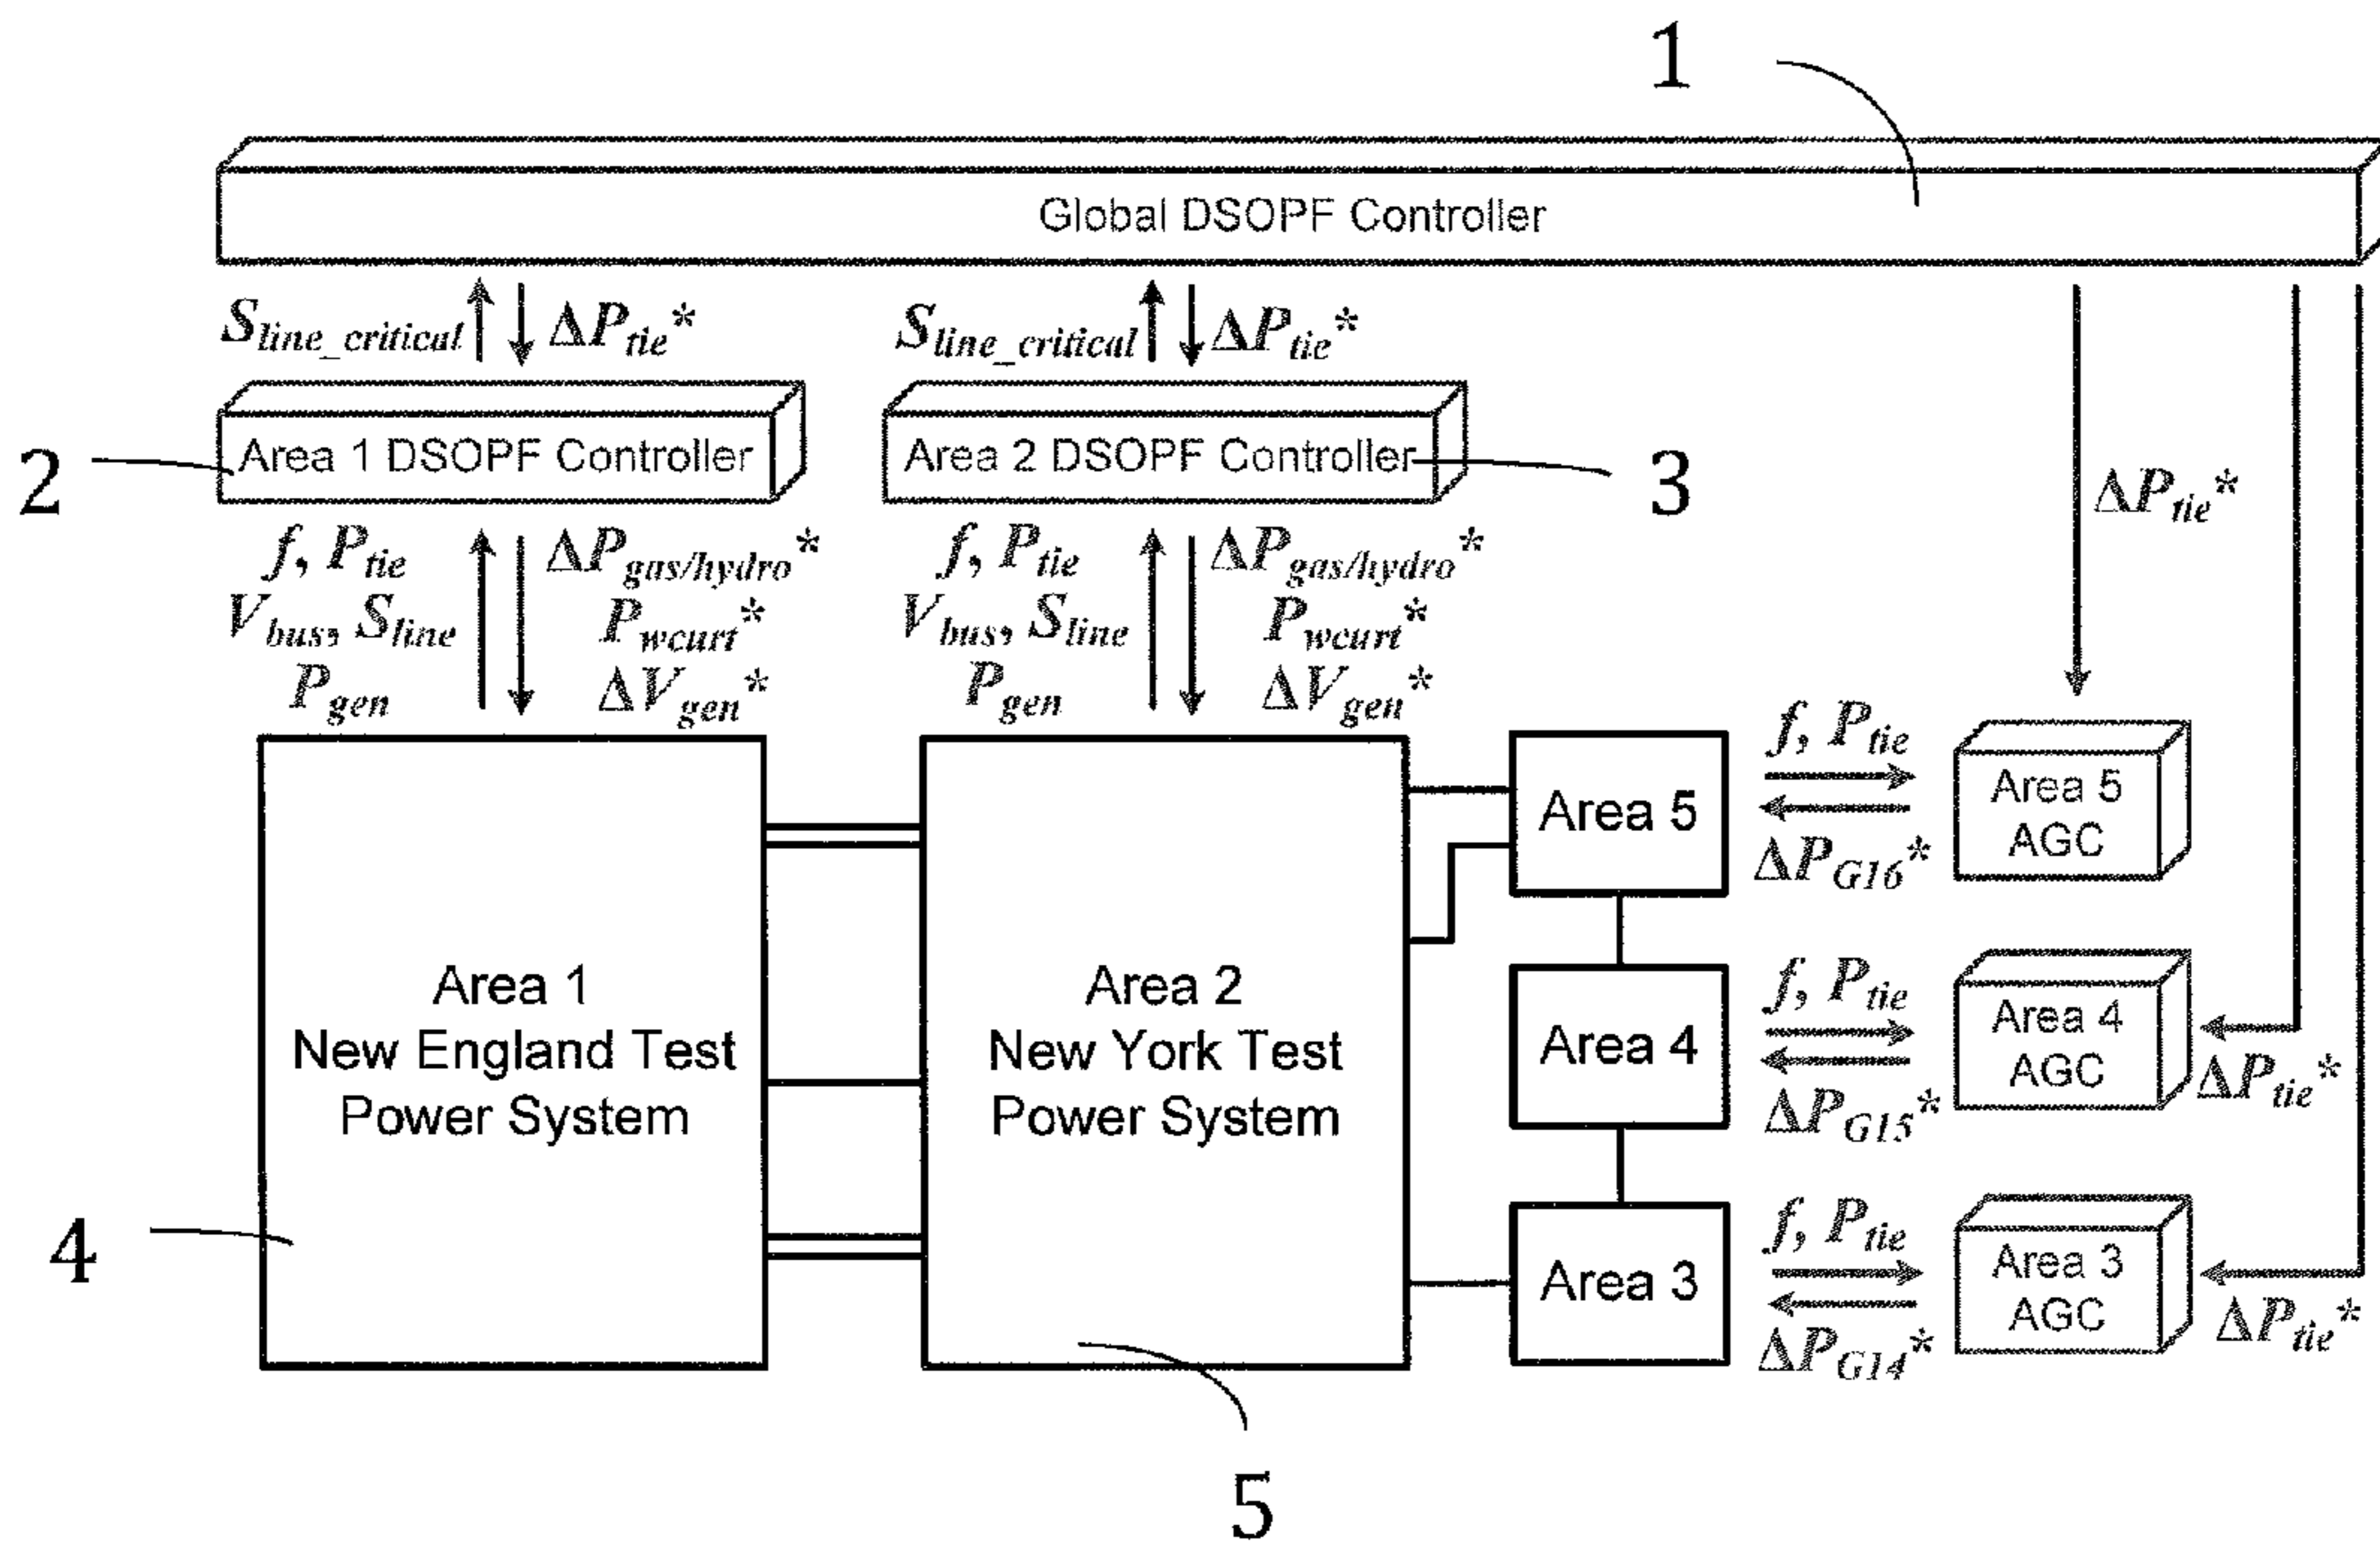 1
Global DSOPF Controller
S_line_critical ΔP_tie* S_line_critical ΔP_tie*
2 Area 1 DSOPF Controller Area 2 DSOPF Controller 3
ΔP_tie*
f, P_tie ΔP_gas/hydro* f, P_tie ΔP_gas/hydro*
V_bus, S_line P_wcurt* V_bus, S_line P_wcurt*
P_gen ΔV_gen* P_gen ΔV_gen*
f, P_tie
Area 5 Area 5
AGC
ΔP_G16*
Area 1
New England Test
Power System
Area 2
New York Test
Power System
f, P_tie
Area 4 Area 4
AGC
ΔP_G15* ΔP_tie*
f, P_tie
Area 3 Area 3
AGC
ΔP_G14* ΔP_tie*
4
5